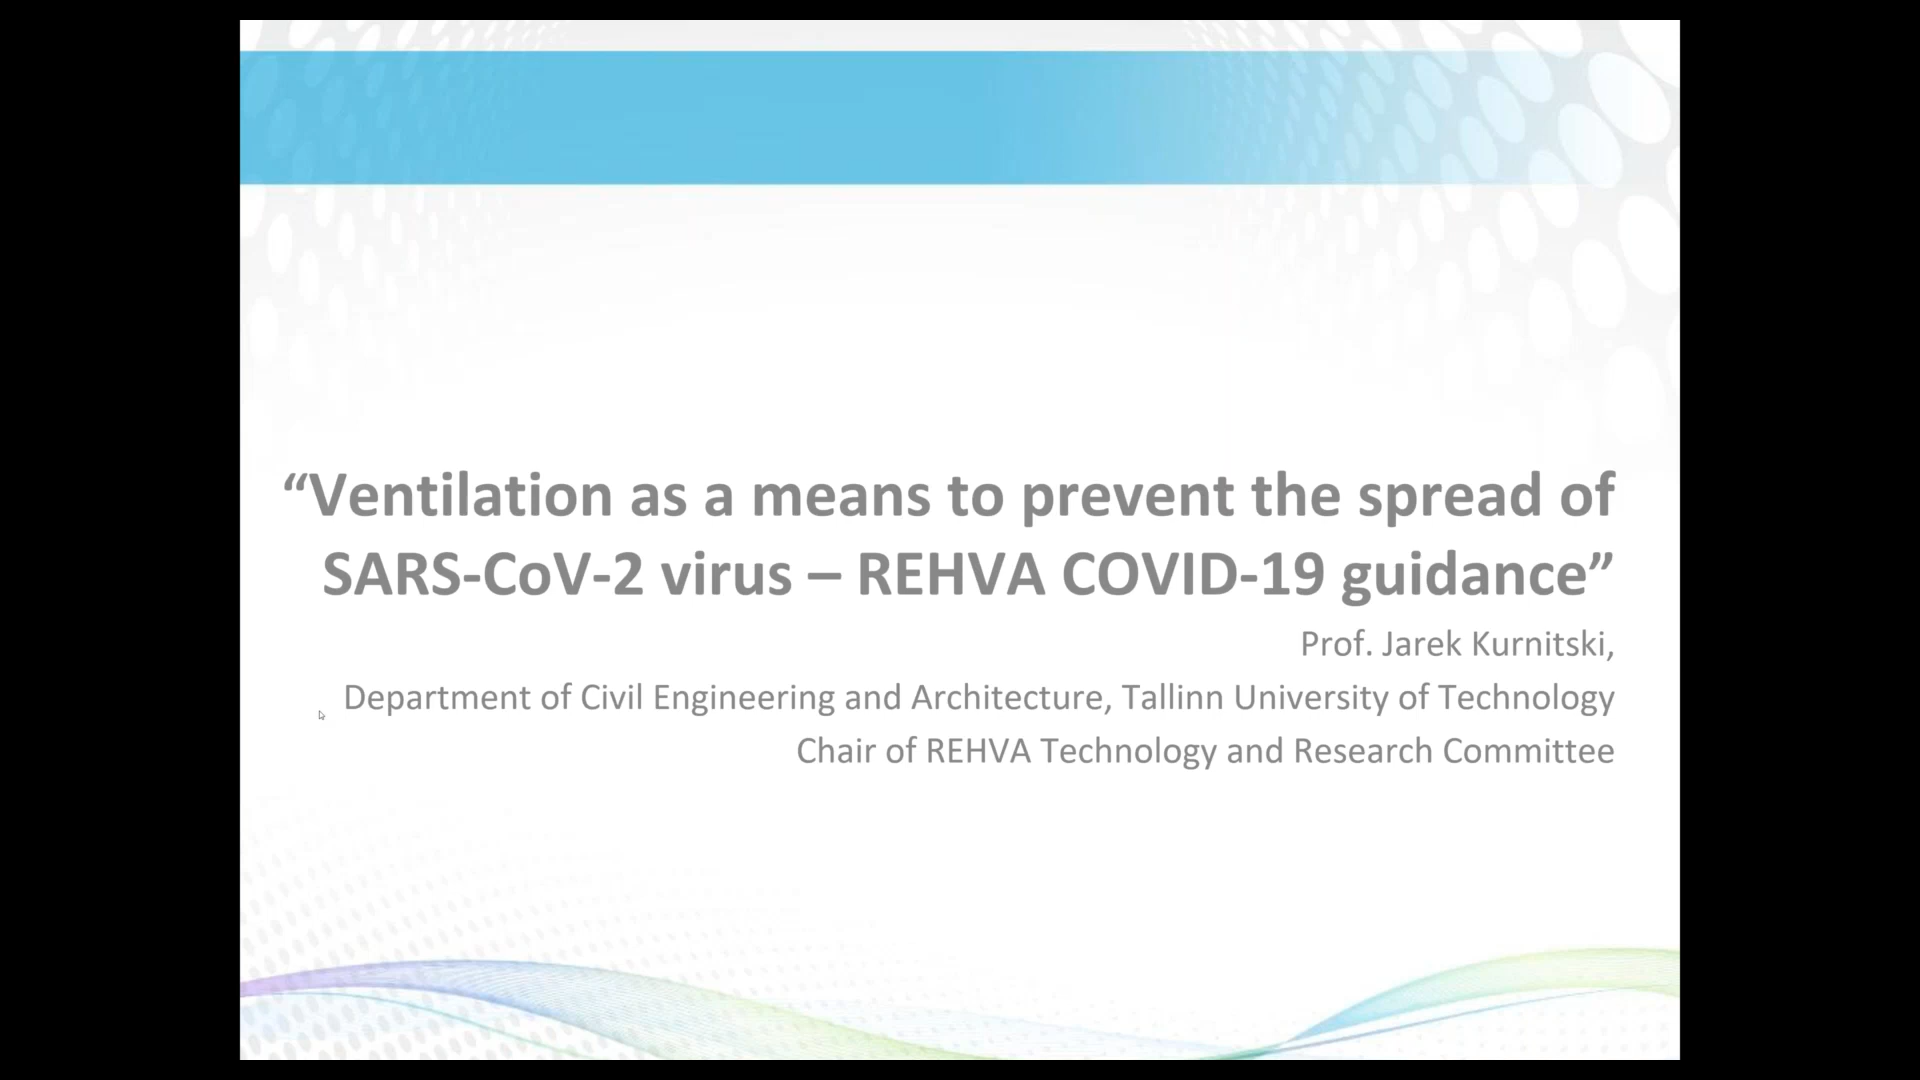 “Ventilation as a means to prevent the spread of
SARS-CoV-2 virus – REHVA COVID-19 guidance”
Prof. Jarek Kurnitski,
Department of Civil Engineering and Architecture, Tallinn University of Technology
Chair of REHVA Technology and Research Committee